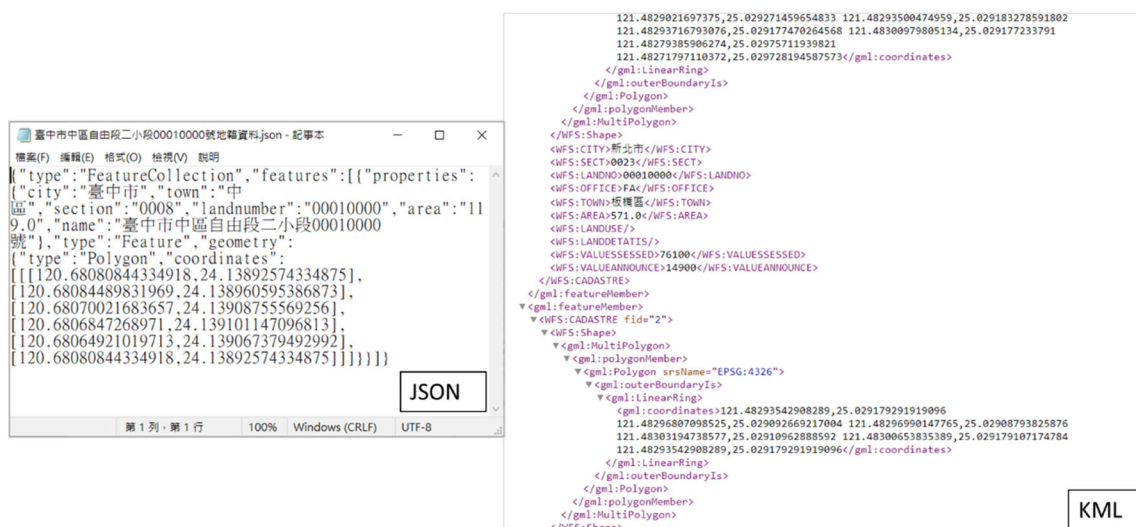 臺中市中區自由段二小段00010000號地籍資料.json - 記事本
檔案(F) 編輯(E) 格式(O) 檢視(V) 說明
{"type":"FeatureCollection","features":[{"properties":
{"city":"臺中市","town":"中
區","section":"0008","landnumber":"00010000","area":"11
9.0","name":"臺中市中區自由段二小段00010000
號"},"type":"Feature","geometry":
{"type":"Polygon","coordinates":
[[[120.68080844334918,24.13892574334875],
[120.68084489831969,24.138960595386873],
[120.68070021683657,24.13908755569256],
[120.6806847268971,24.139101147096813],
[120.68064921019713,24.139067379492992],
[120.68080844334918,24.13892574334875]]]}}]}
JSON
第 1 列，第 1 行 100% Windows (CRLF) UTF-8
121.4829021697375,25.029271459654833 121.48293500474959,25.029183278591802
121.48293716793076,25.029177470264568 121.48300979805134,25.029177233791
121.48279385906274,25.02975711939821
121.48271797110372,25.029728194587573</gml:coordinates>
</gml:LinearRing>
</gml:outerBoundaryIs>
</gml:Polygon>
</gml:polygonMember>
</gml:MultiPolygon>
</WFS:Shape>
<WFS:CITY>新北市</WFS:CITY>
<WFS:SECT>0023</WFS:SECT>
<WFS:LANDNO>00010000</WFS:LANDNO>
<WFS:OFFICE>FA</WFS:OFFICE>
<WFS:TOWN>板橋區</WFS:TOWN>
<WFS:AREA>571.0</WFS:AREA>
<WFS:LANDUSE/>
<WFS:LANDDETATIS/>
<WFS:VALUESSESSED>76100</WFS:VALUESSESSED>
<WFS:VALUEANNOUNCE>14900</WFS:VALUEANNOUNCE>
</WFS:CADASTRE>
</gml:featureMember>
▼<gml:featureMember>
▼<WFS:CADASTRE fid="2">
▼<WFS:Shape>
▼<gml:MultiPolygon>
▼<gml:polygonMember>
▼<gml:Polygon srsName="EPSG:4326">
▼<gml:outerBoundaryIs>
▼<gml:LinearRing>
<gml:coordinates>121.48293542908289,25.029179291919096
121.48296807098525,25.029092669217004 121.48296990147765,25.02908793825876
121.48303194738577,25.02910962888592 121.48300653835389,25.029179107174784
121.48293542908289,25.029179291919096</gml:coordinates>
</gml:LinearRing>
</gml:outerBoundaryIs>
</gml:Polygon>
</gml:polygonMember>
</gml:MultiPolygon>
</WFS:Shape>
KML